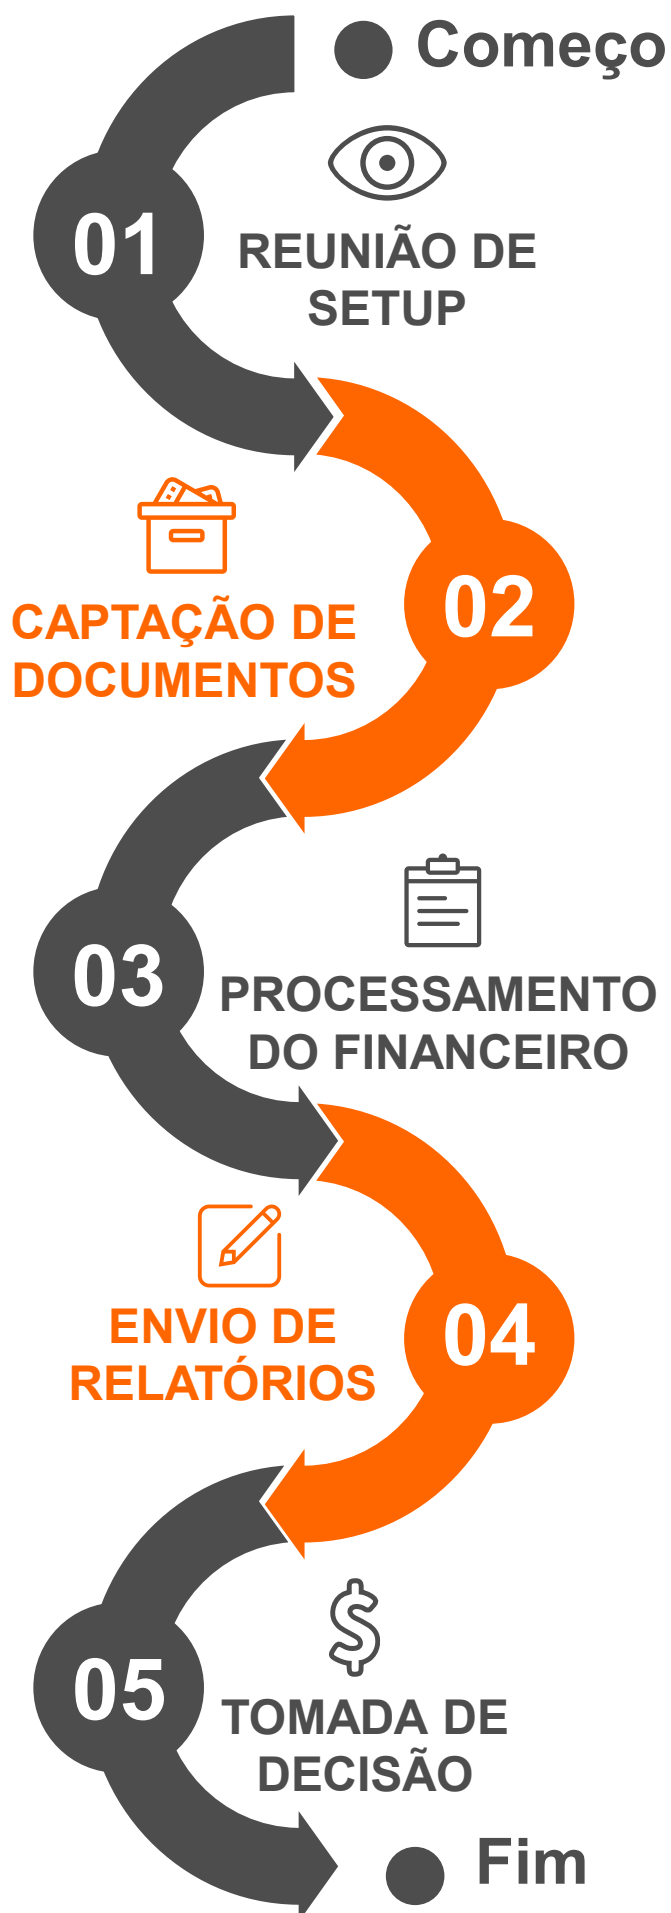 Começo
01
REUNIÃO DE
SETUP
02
CAPTAÇÃO DE
DOCUMENTOS
03
PROCESSAMENTO
DO FINANCEIRO
04
ENVIO DE
RELATÓRIOS
05
TOMADA DE
DECISÃO
Fim